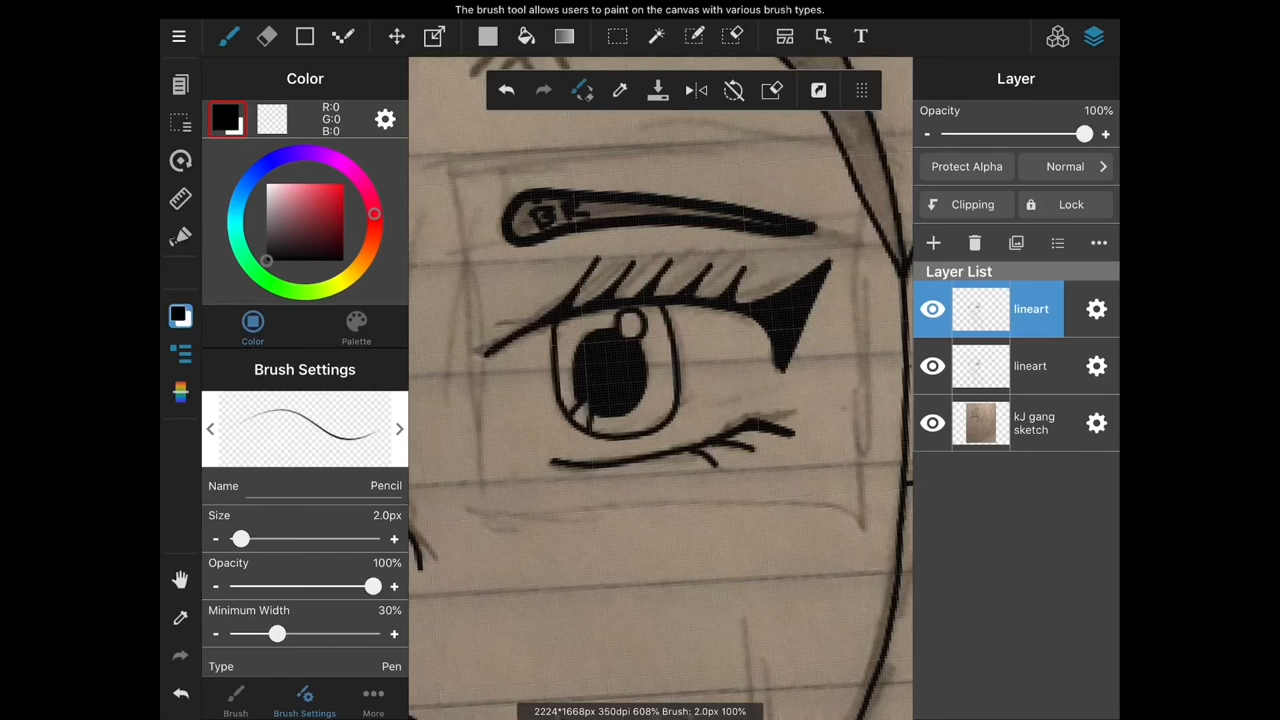 The brush tool allows users to paint on the canvas with various brush types.
T
Color
R:0
G:0
B:0
Color
Palette
Brush Settings
Name
Pencil
Size
2.0px
-
+
Opacity
100%
-
+
Minimum Width
30%
-
+
Type
Pen
Brush
Brush Settings
More
2224*1668px 350dpi 608% Brush: 2.0px 100%
Layer
Opacity
100%
-
+
Protect Alpha
Normal
Clipping
Lock
Layer List
lineart
lineart
kJ gang
sketch